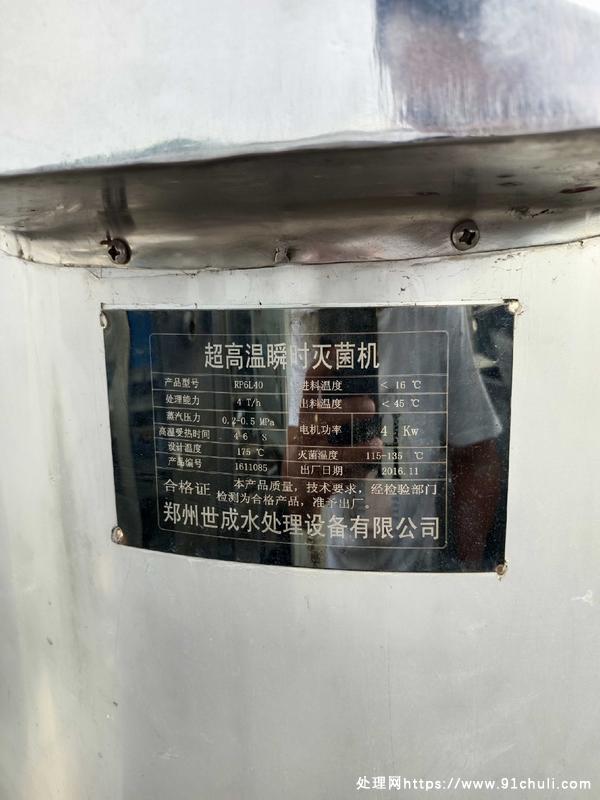 超高温瞬时灭菌机
产品型号 RP6L40 进料温度 < 16 ℃
处理能力 4 T/h 出料温度 < 45 ℃
蒸汽压力 0.2-0.5 MPa 电机功率 4 Kw
高温受热时间 4-6 S
设计温度 175 ℃ 灭菌温度 115-135 ℃
产品编号 1611085 出厂日期 2016.11
合格证 本产品质量，技术要求，经检验部门
检测为合格产品，准予出厂。
郑州世成水处理设备有限公司
处理网https://www.91chuli.com/